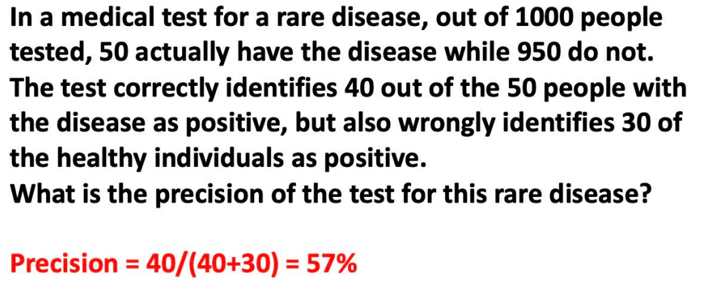 In a medical test for a rare disease, out of 1000 people
tested, 50 actually have the disease while 950 do not.
The test correctly identifies 40 out of the 50 people with
the disease as positive, but also wrongly identifies 30 of
the healthy individuals as positive.
What is the precision of the test for this rare disease?
Precision = 40/(40+30) = 57%